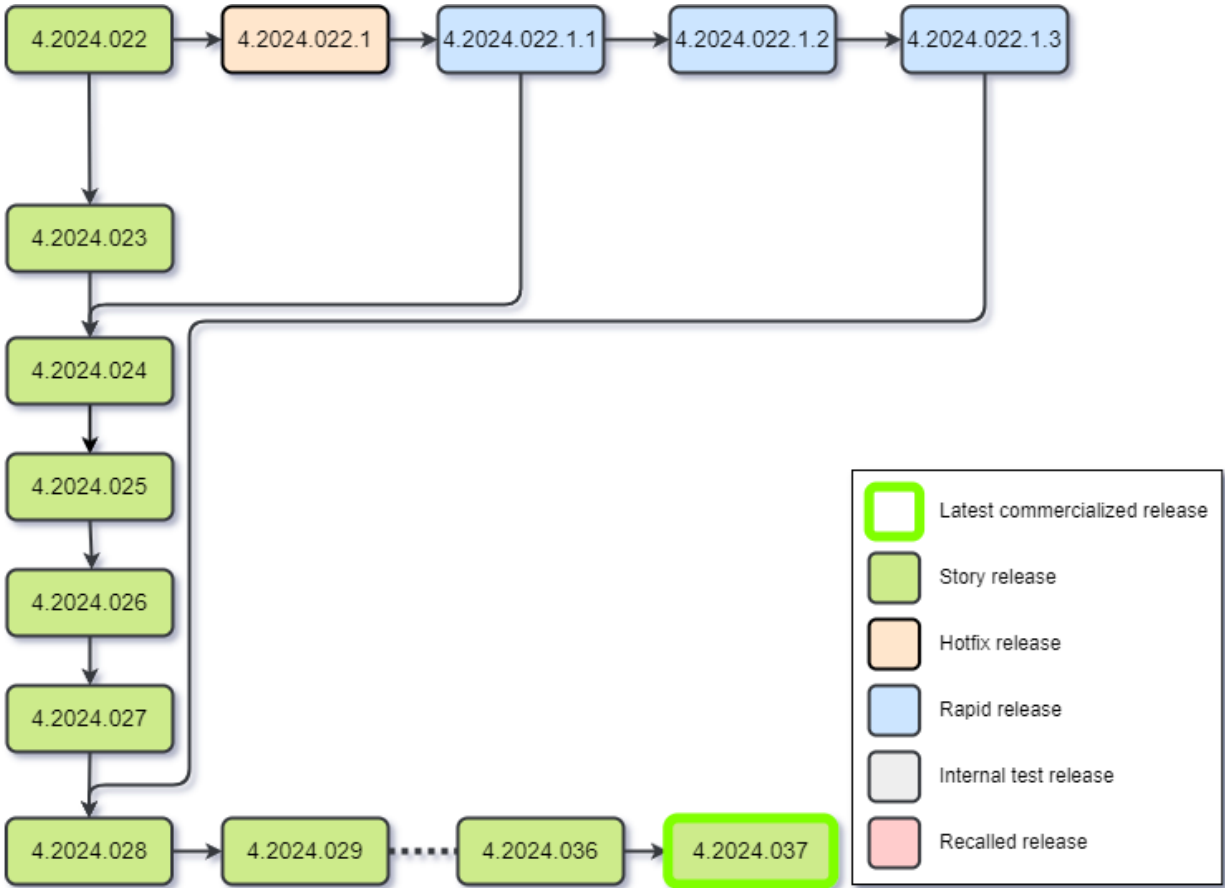 4.2024.022
4.2024.022.1
4.2024.022.1.1
4.2024.022.1.2
4.2024.022.1.3
4.2024.023
4.2024.024
4.2024.025
4.2024.026
4.2024.027
4.2024.028
4.2024.029
4.2024.036
4.2024.037
Latest commercialized release
Story release
Hotfix release
Rapid release
Internal test release
Recalled release